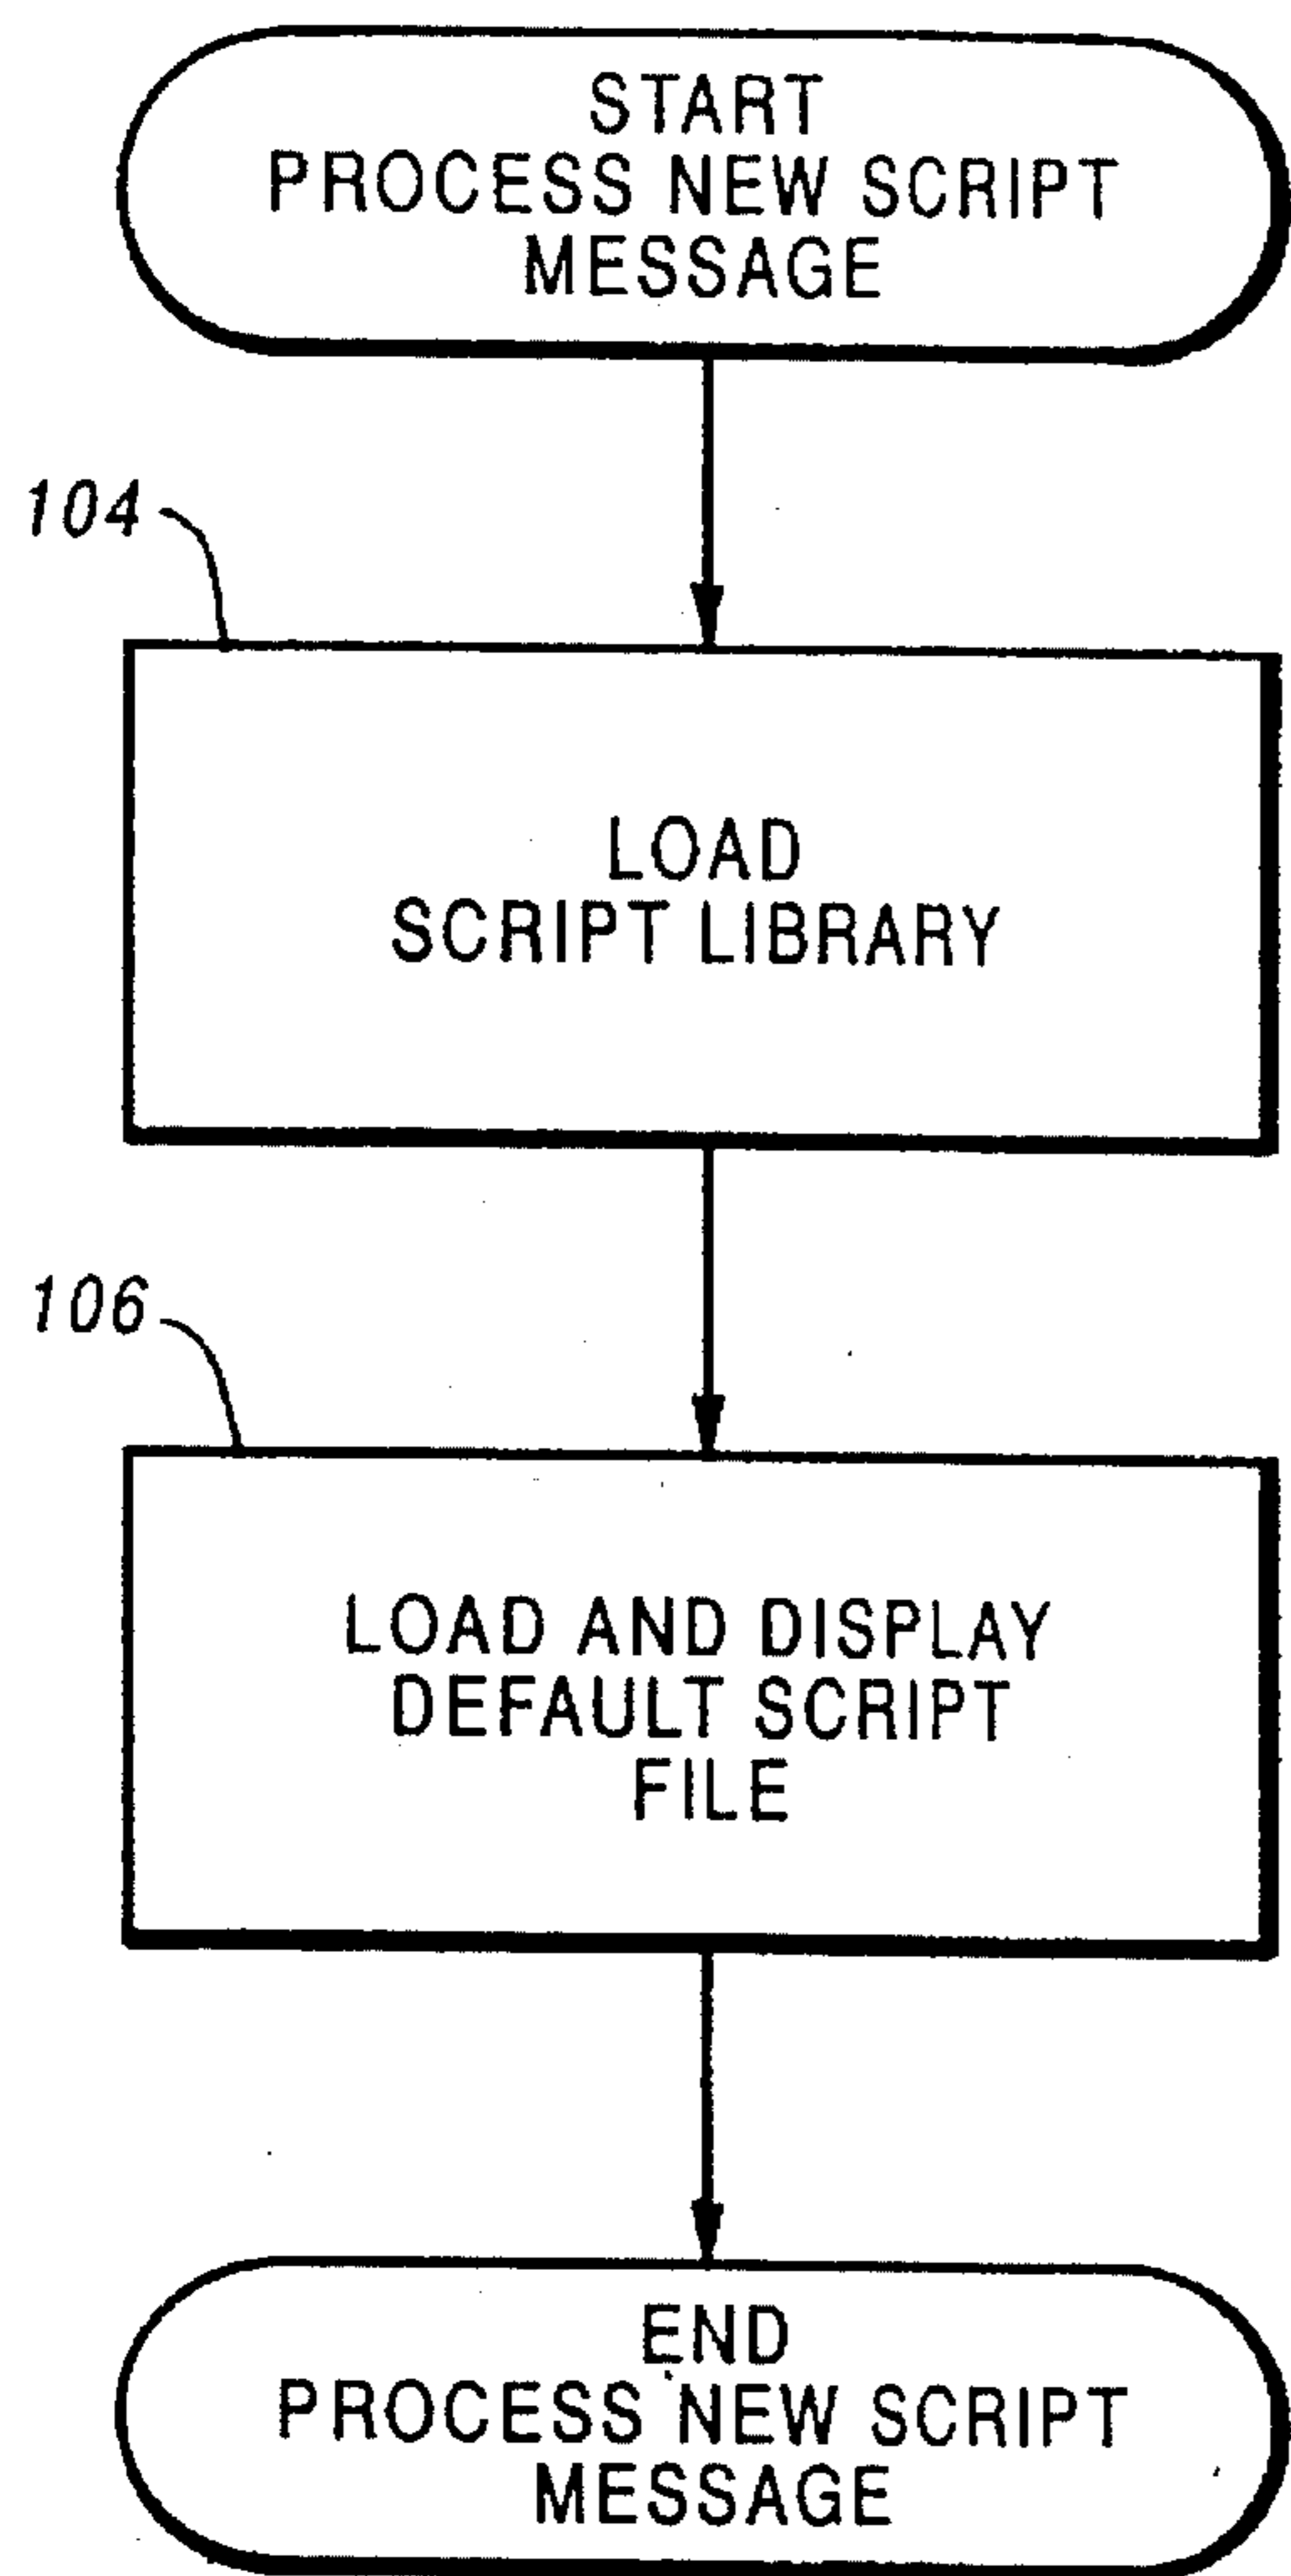 START
PROCESS NEW SCRIPT
MESSAGE
104
LOAD
SCRIPT LIBRARY
106
LOAD AND DISPLAY
DEFAULT SCRIPT
FILE
END
PROCESS NEW SCRIPT
MESSAGE